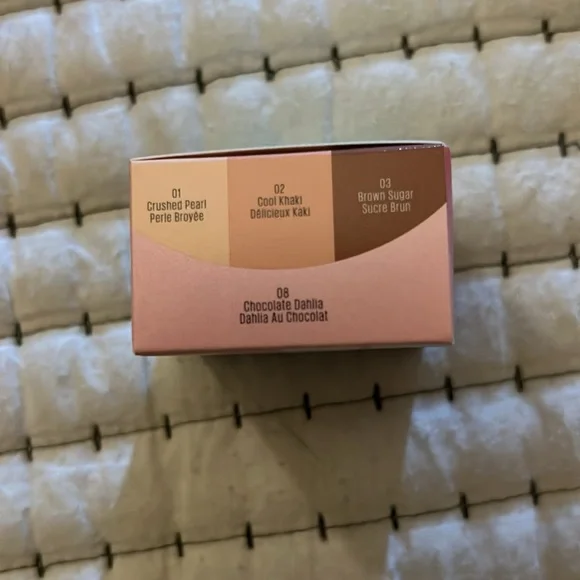 01
Crushed Pearl
Perle Broyée
02
Cool Khaki
Délicieux Kaki
03
Brown Sugar
Sucre Brun
08
Chocolate Dahlia
Dahlia Au Chocolat